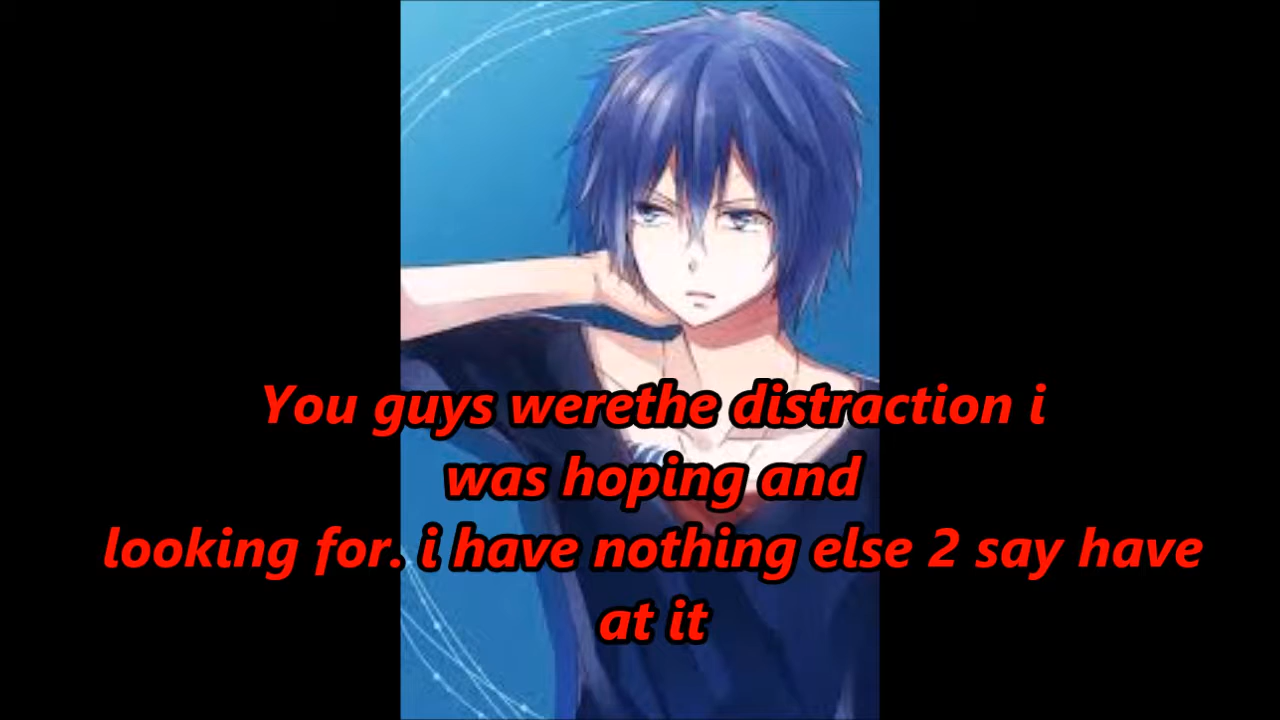 You guys werethe distraction i
was hoping and
looking for. i have nothing else 2 say have
at it